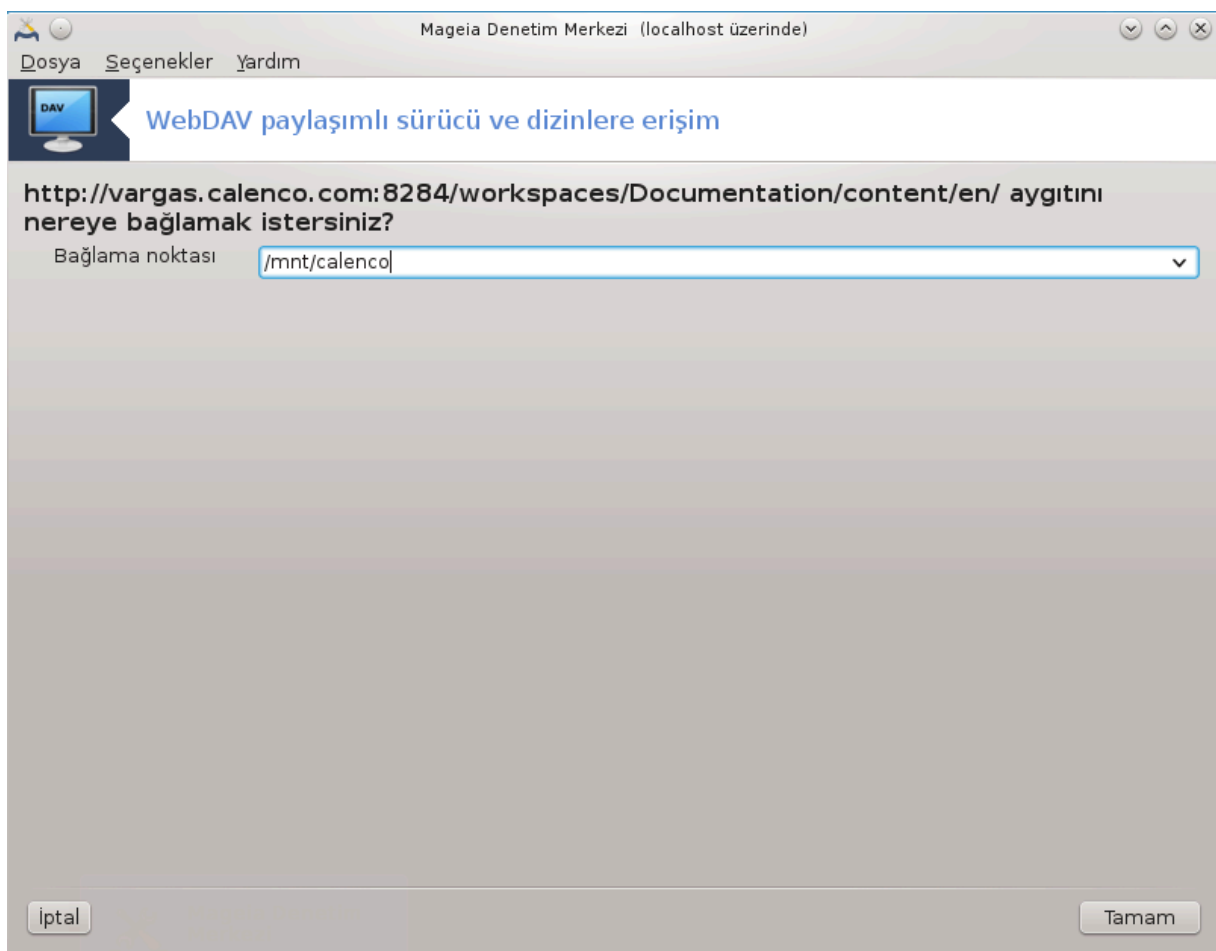 Mageia Denetim Merkezi (localhost üzerinde)
Dosya Seçenekler Yardım
DAV
WebDAV paylaşımlı sürücü ve dizinlere erişim
http://vargas.calenco.com:8284/workspaces/Documentation/content/en/ aygıtını
nereye bağlamak istersiniz?
Bağlama noktası /mnt/calenco
İptal Tamam